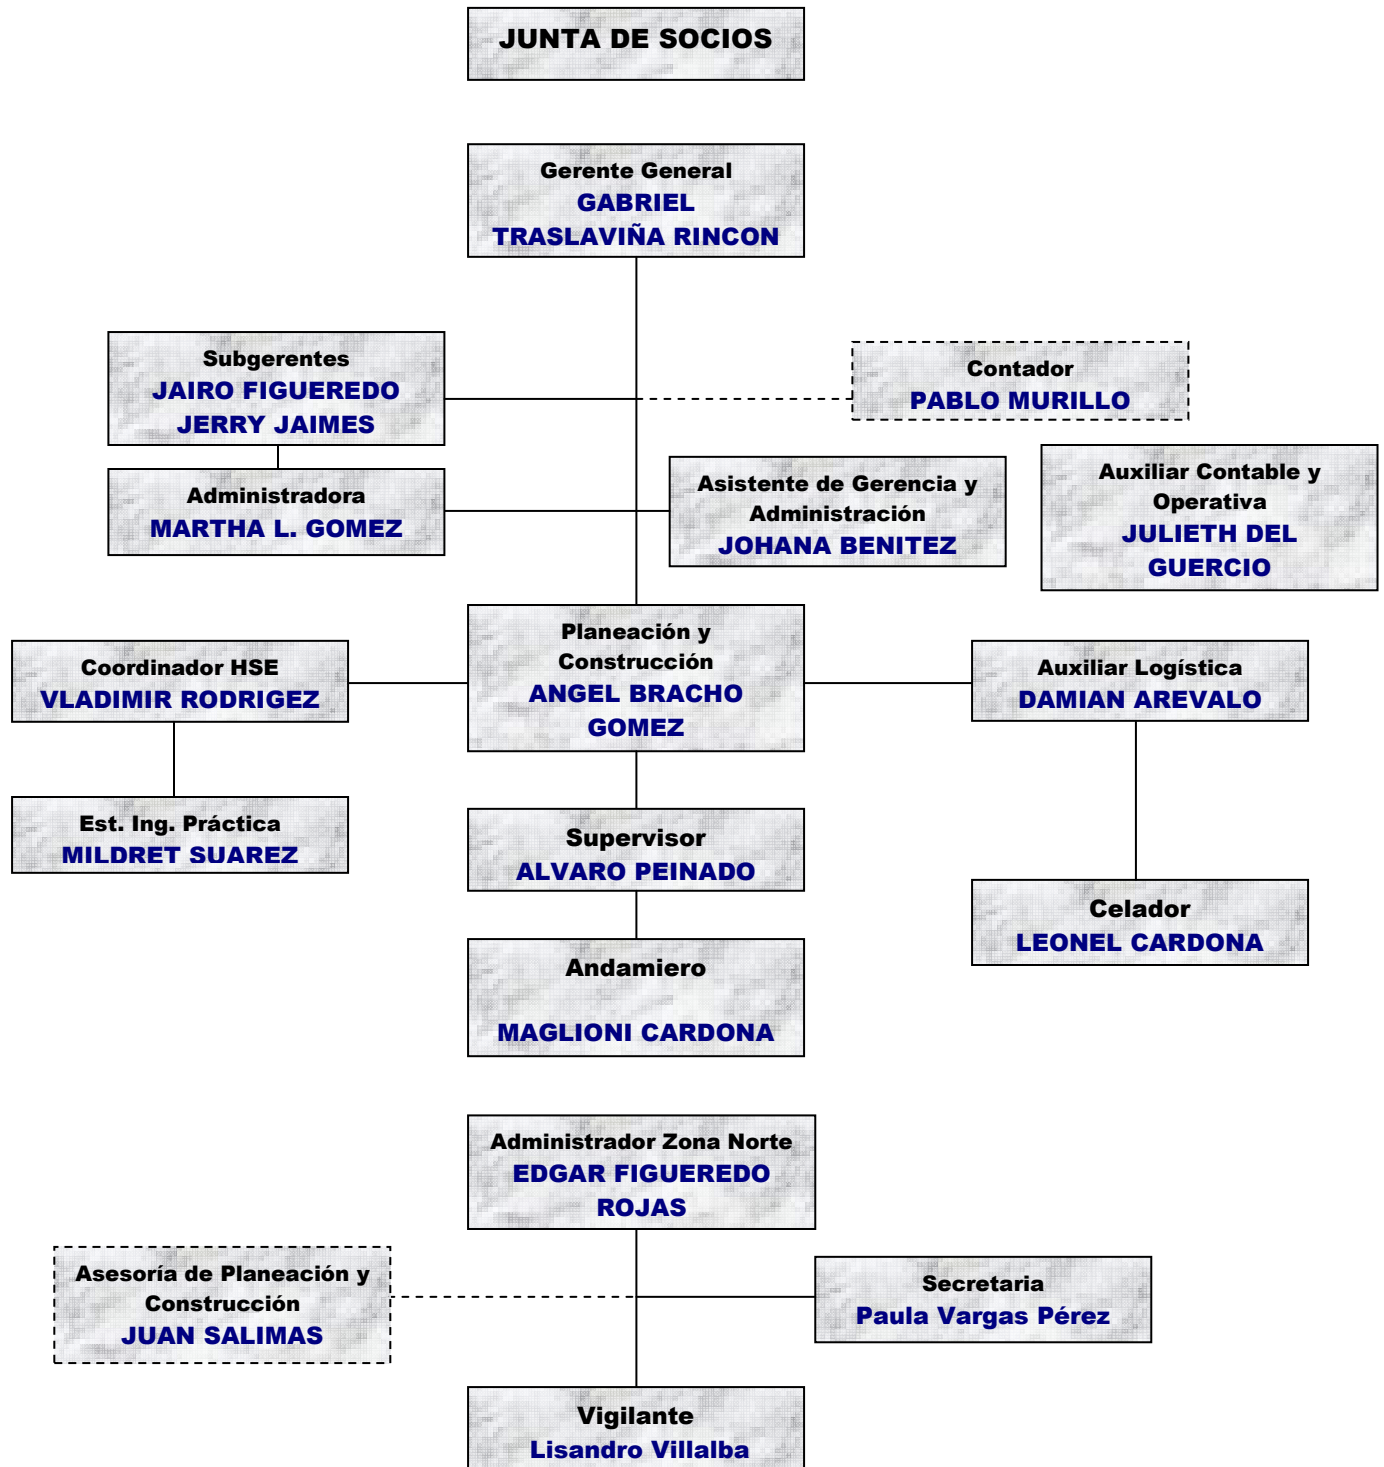 JUNTA DE SOCIOS
Gerente General
GABRIEL
TRASLAVIÑA RINCON
Subgerentes
JAIRO FIGUEREDO
JERRY JAIMES
Contador
PABLO MURILLO
Administradora
MARTHA L. GOMEZ
Asistente de Gerencia y
Administración
JOHANA BENITEZ
Auxiliar Contable y
Operativa
JULIETH DEL
GUERCIO
Planeación y
Construcción
ANGEL BRACHO
GOMEZ
Coordinador HSE
VLADIMIR RODRIGEZ
Auxiliar Logística
DAMIAN AREVALO
Est. Ing. Práctica
MILDRET SUAREZ
Supervisor
ALVARO PEINADO
Celador
LEONEL CARDONA
Andamiero
MAGLIONI CARDONA
Administrador Zona Norte
EDGAR FIGUEREDO
ROJAS
Asesoría de Planeación y
Construcción
JUAN SALIMAS
Secretaria
Paula Vargas Pérez
Vigilante
Lisandro Villalba